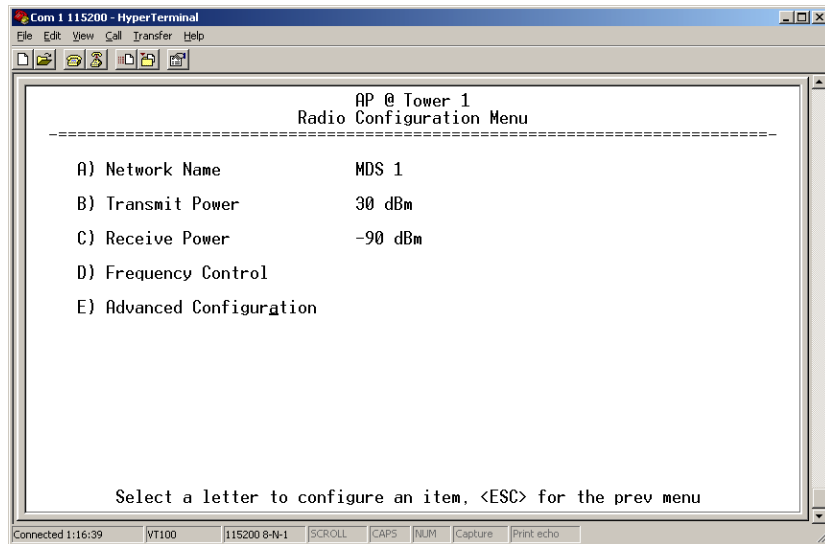 Com 1 115200 - HyperTerminal
File Edit View Call Transfer Help
AP @ Tower 1
Radio Configuration Menu
-==========================================================================-
A) Network Name MDS 1
B) Transmit Power 30 dBm
C) Receive Power -90 dBm
D) Frequency Control
E) Advanced Configuration
Select a letter to configure an item, <ESC> for the prev menu
Connected 1:16:39 VT100 115200 8-N-1 SCROLL CAPS NUM Capture Print echo